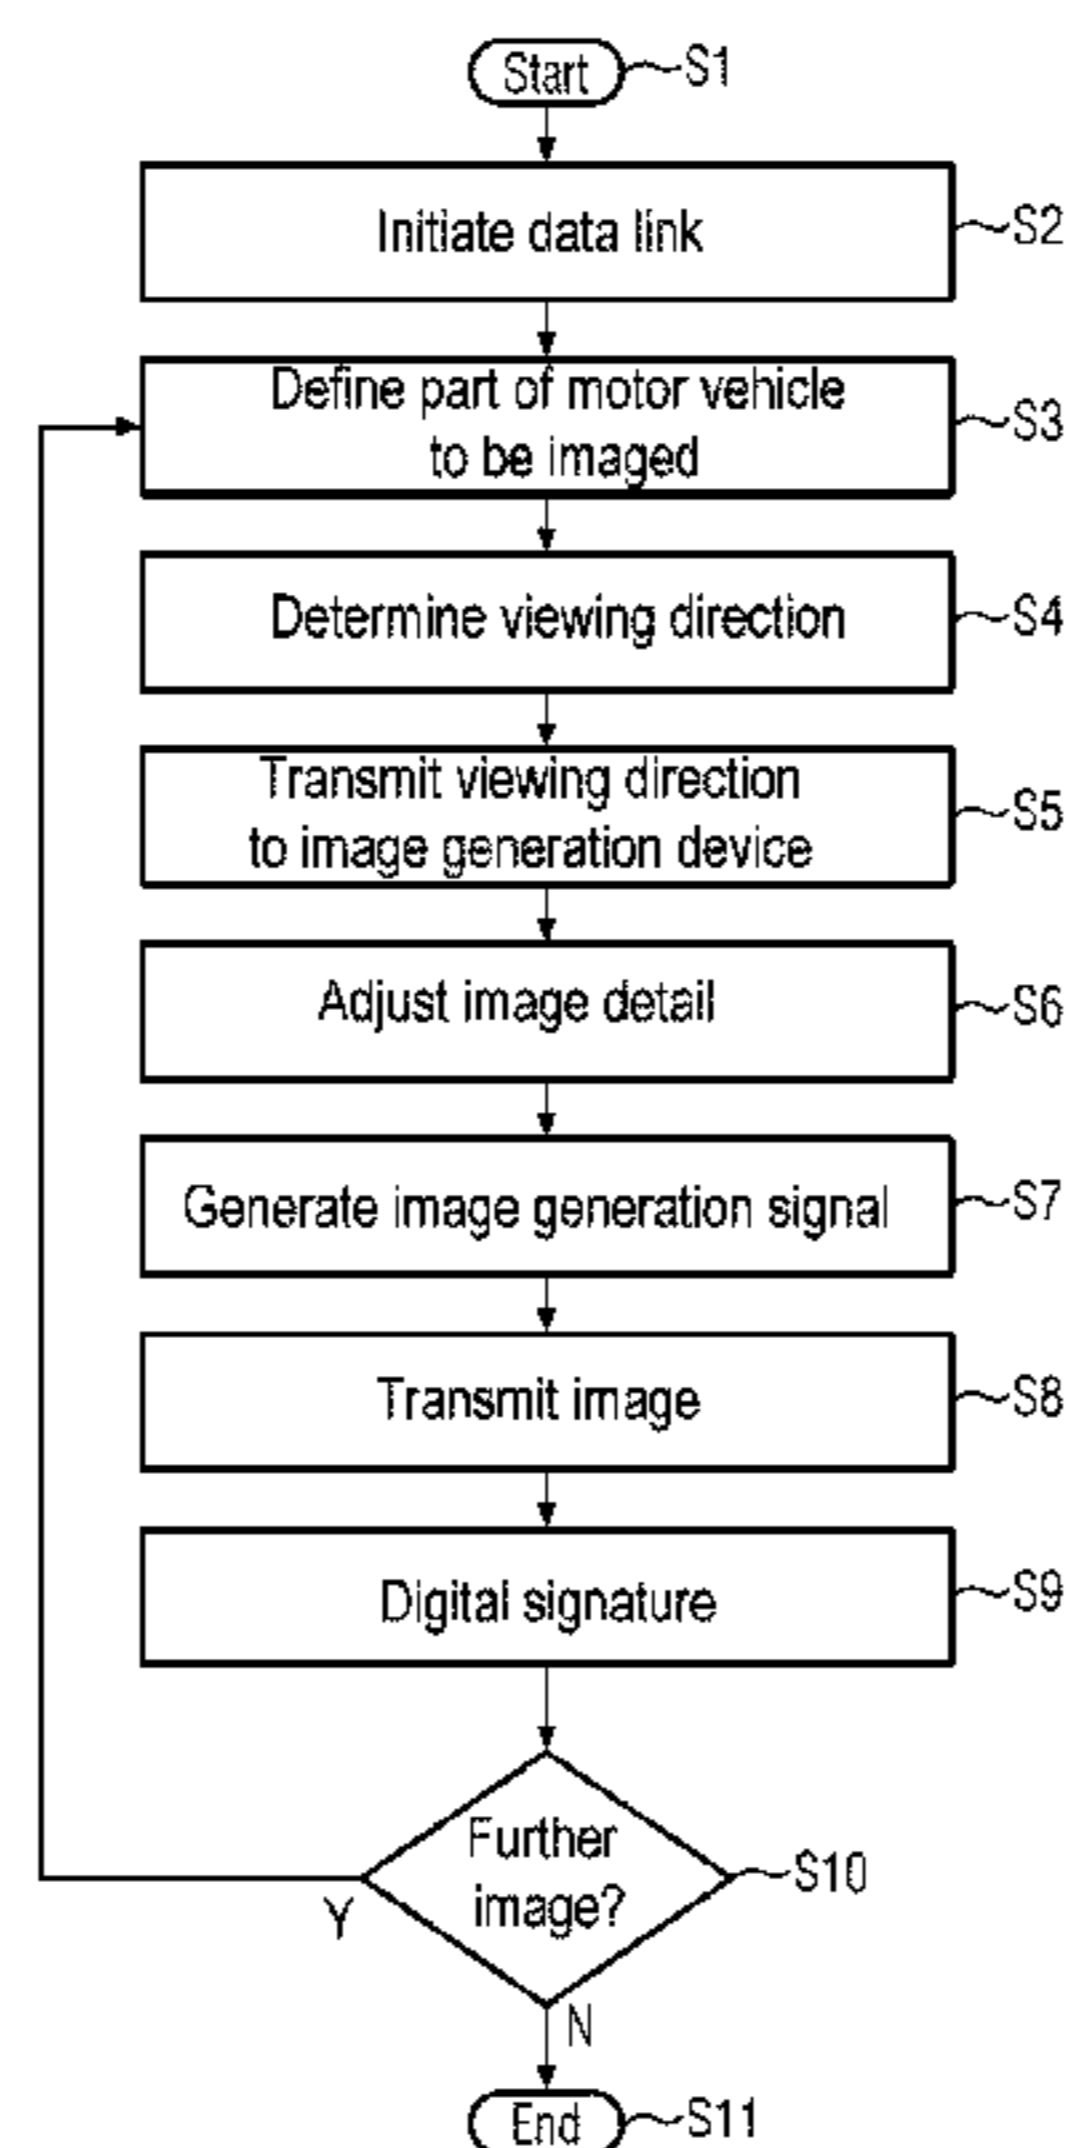 Start
S1
Initiate data link
S2
Define part of motor vehicle
to be imaged
S3
Determine viewing direction
S4
Transmit viewing direction
to image generation device
S5
Adjust image detail
S6
Generate image generation signal
S7
Transmit image
S8
Digital signature
S9
Further
image?
S10
Y
N
End
S11